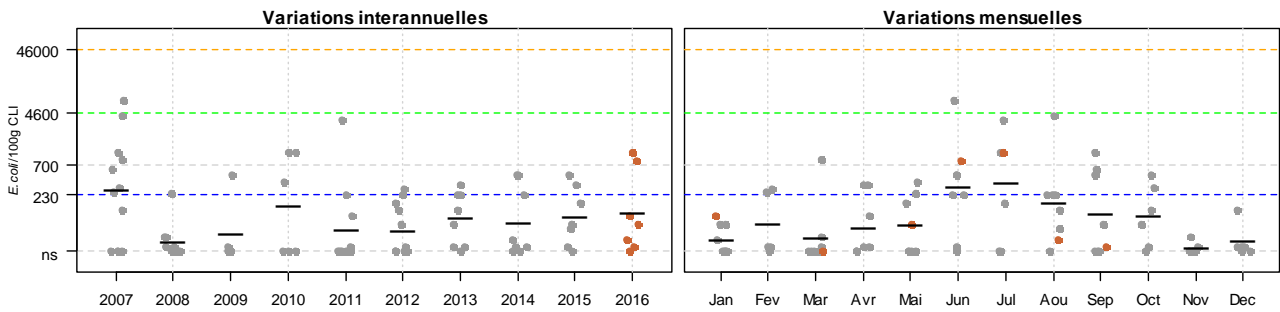 Variations interannuelles
Variations mensuelles
E.coli/100g CLI
46000
4600
700
230
ns
2007 2008 2009 2010 2011 2012 2013 2014 2015 2016
Jan Fev Mar Avr Mai Jun Jul Aou Sep Oct Nov Dec